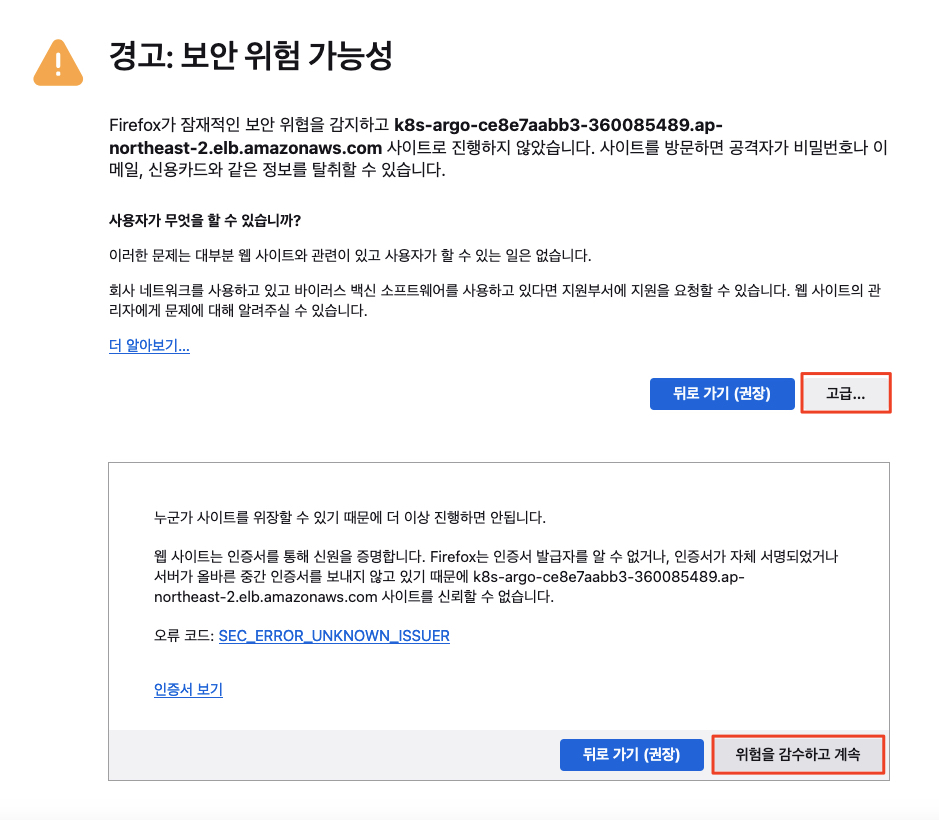 경고: 보안 위험 가능성
Firefox가 잠재적인 보안 위협을 감지하고 k8s-argo-ce8e7aabb3-360085489.ap-
northeast-2.elb.amazonaws.com 사이트로 진행하지 않았습니다. 사이트를 방문하면 공격자가 비밀번호나 이
메일, 신용카드와 같은 정보를 탈취할 수 있습니다.
사용자가 무엇을 할 수 있습니까?
이러한 문제는 대부분 웹 사이트와 관련이 있고 사용자가 할 수 있는 일은 없습니다.
회사 네트워크를 사용하고 있고 바이러스 백신 소프트웨어를 사용하고 있다면 지원부서에 지원을 요청할 수 있습니다. 웹 사이트의 관
리자에게 문제에 대해 알려주실 수 있습니다.
더 알아보기...
뒤로 가기 (권장) 고급...
누군가 사이트를 위장할 수 있기 때문에 더 이상 진행하면 안됩니다.
웹 사이트는 인증서를 통해 신원을 증명합니다. Firefox는 인증서 발급자를 알 수 없거나, 인증서가 자체 서명되었거나
서버가 올바른 중간 인증서를 보내지 않고 있기 때문에 k8s-argo-ce8e7aabb3-360085489.ap-
northeast-2.elb.amazonaws.com 사이트를 신뢰할 수 없습니다.
오류 코드: SEC_ERROR_UNKNOWN_ISSUER
인증서 보기
뒤로 가기 (권장) 위험을 감수하고 계속